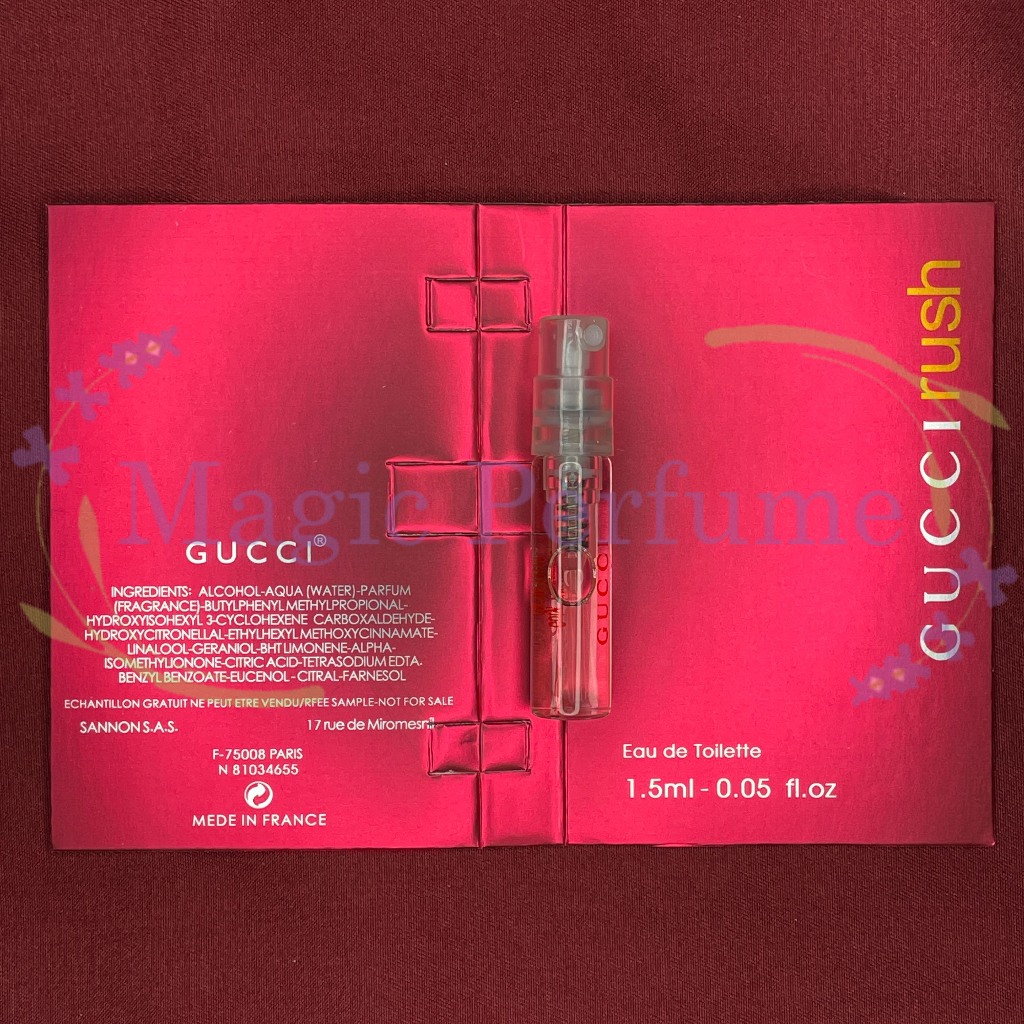 Magic Perfume
GUCCI®
INGREDIENTS: ALCOHOL-AQUA (WATER)-PARFUM
(FRAGRANCE)-BUTYLPHENYL METHYLPROPIONAL-
HYDROXYISOHEXYL 3-CYCLOHEXENE CARBOXALDEHYDE-
HYDROXYCITRONELLAL-ETHYLHEXYL METHOXYCINNAMATE-
LINALOOL-GERANIOL-BHT LIMONENE-ALPHA-
ISOMETHYLIONONE-CITRIC ACID-TETRASODIUM EDTA.
BENZYL BENZOATE-EUCENOL-CITRAL-FARNESOL
ECHANTILLON GRATUIT NE PEUT ETRE VENDU/RFEE SAMPLE-NOT FOR SALE
SANNON S.A.S. 17 rue de Miromesnil
F-75008 PARIS
N 81034655
MEDE IN FRANCE
GUCCI
GUCCI rush
Eau de Toilette
1.5ml - 0.05 fl.oz